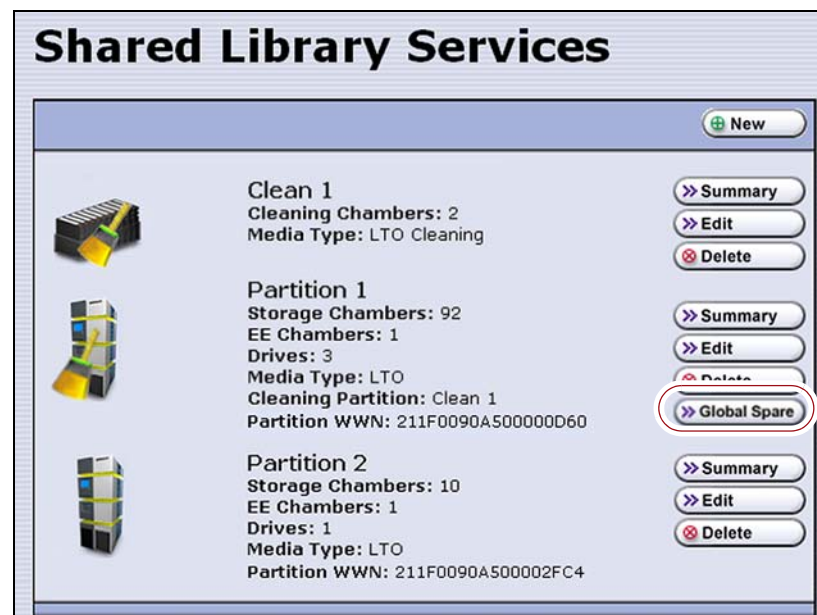 Shared Library Services
New
Clean 1
Cleaning Chambers: 2
Media Type: LTO Cleaning
Summary
Edit
Delete
Partition 1
Storage Chambers: 92
EE Chambers: 1
Drives: 3
Media Type: LTO
Cleaning Partition: Clean 1
Partition WWN: 211F0090A500000D60
Summary
Edit
Delete
Global Spare
Partition 2
Storage Chambers: 10
EE Chambers: 1
Drives: 1
Media Type: LTO
Partition WWN: 211F0090A500002FC4
Summary
Edit
Delete